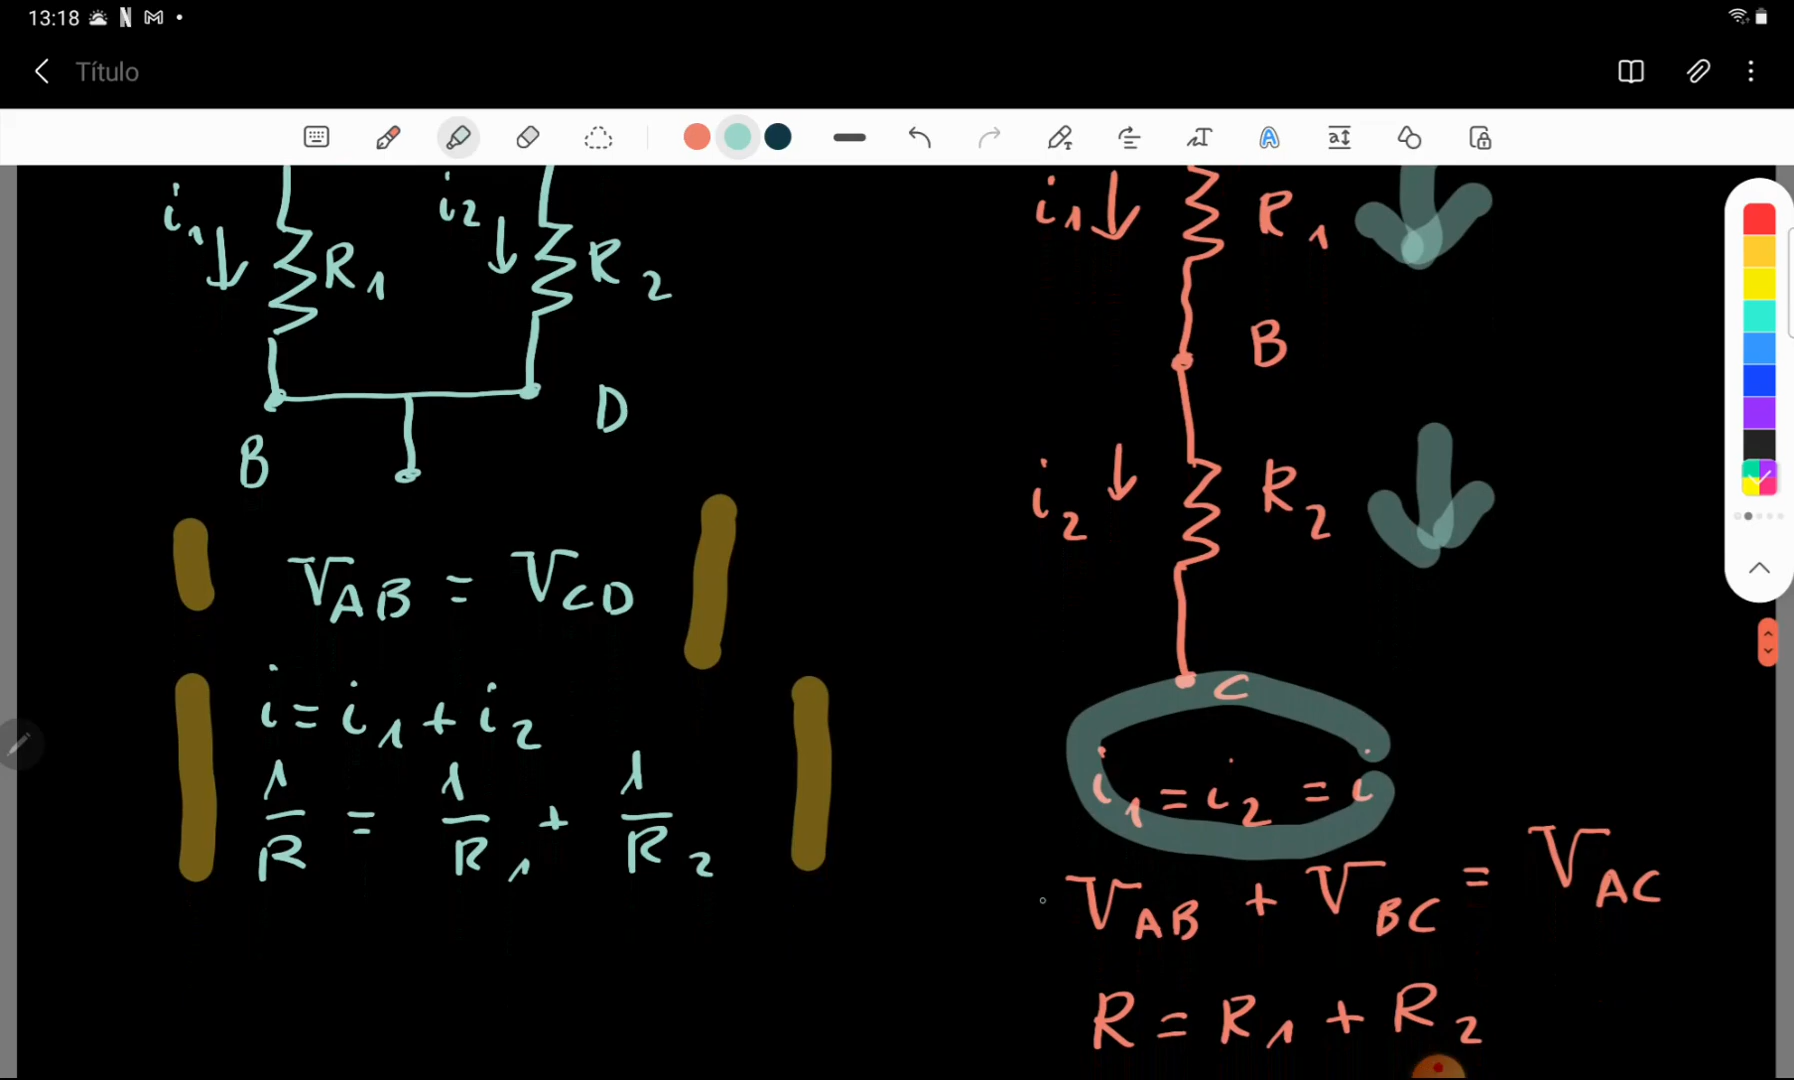 13:18
Título
i1 R1 i2 R2
B D
VAB = VCD
i = i1 + i2
1/R = 1/R1 + 1/R2
i1 R1
B
i2 R2
C
i1 = i2 = i
VAB + VBC = VAC
R = R1 + R2